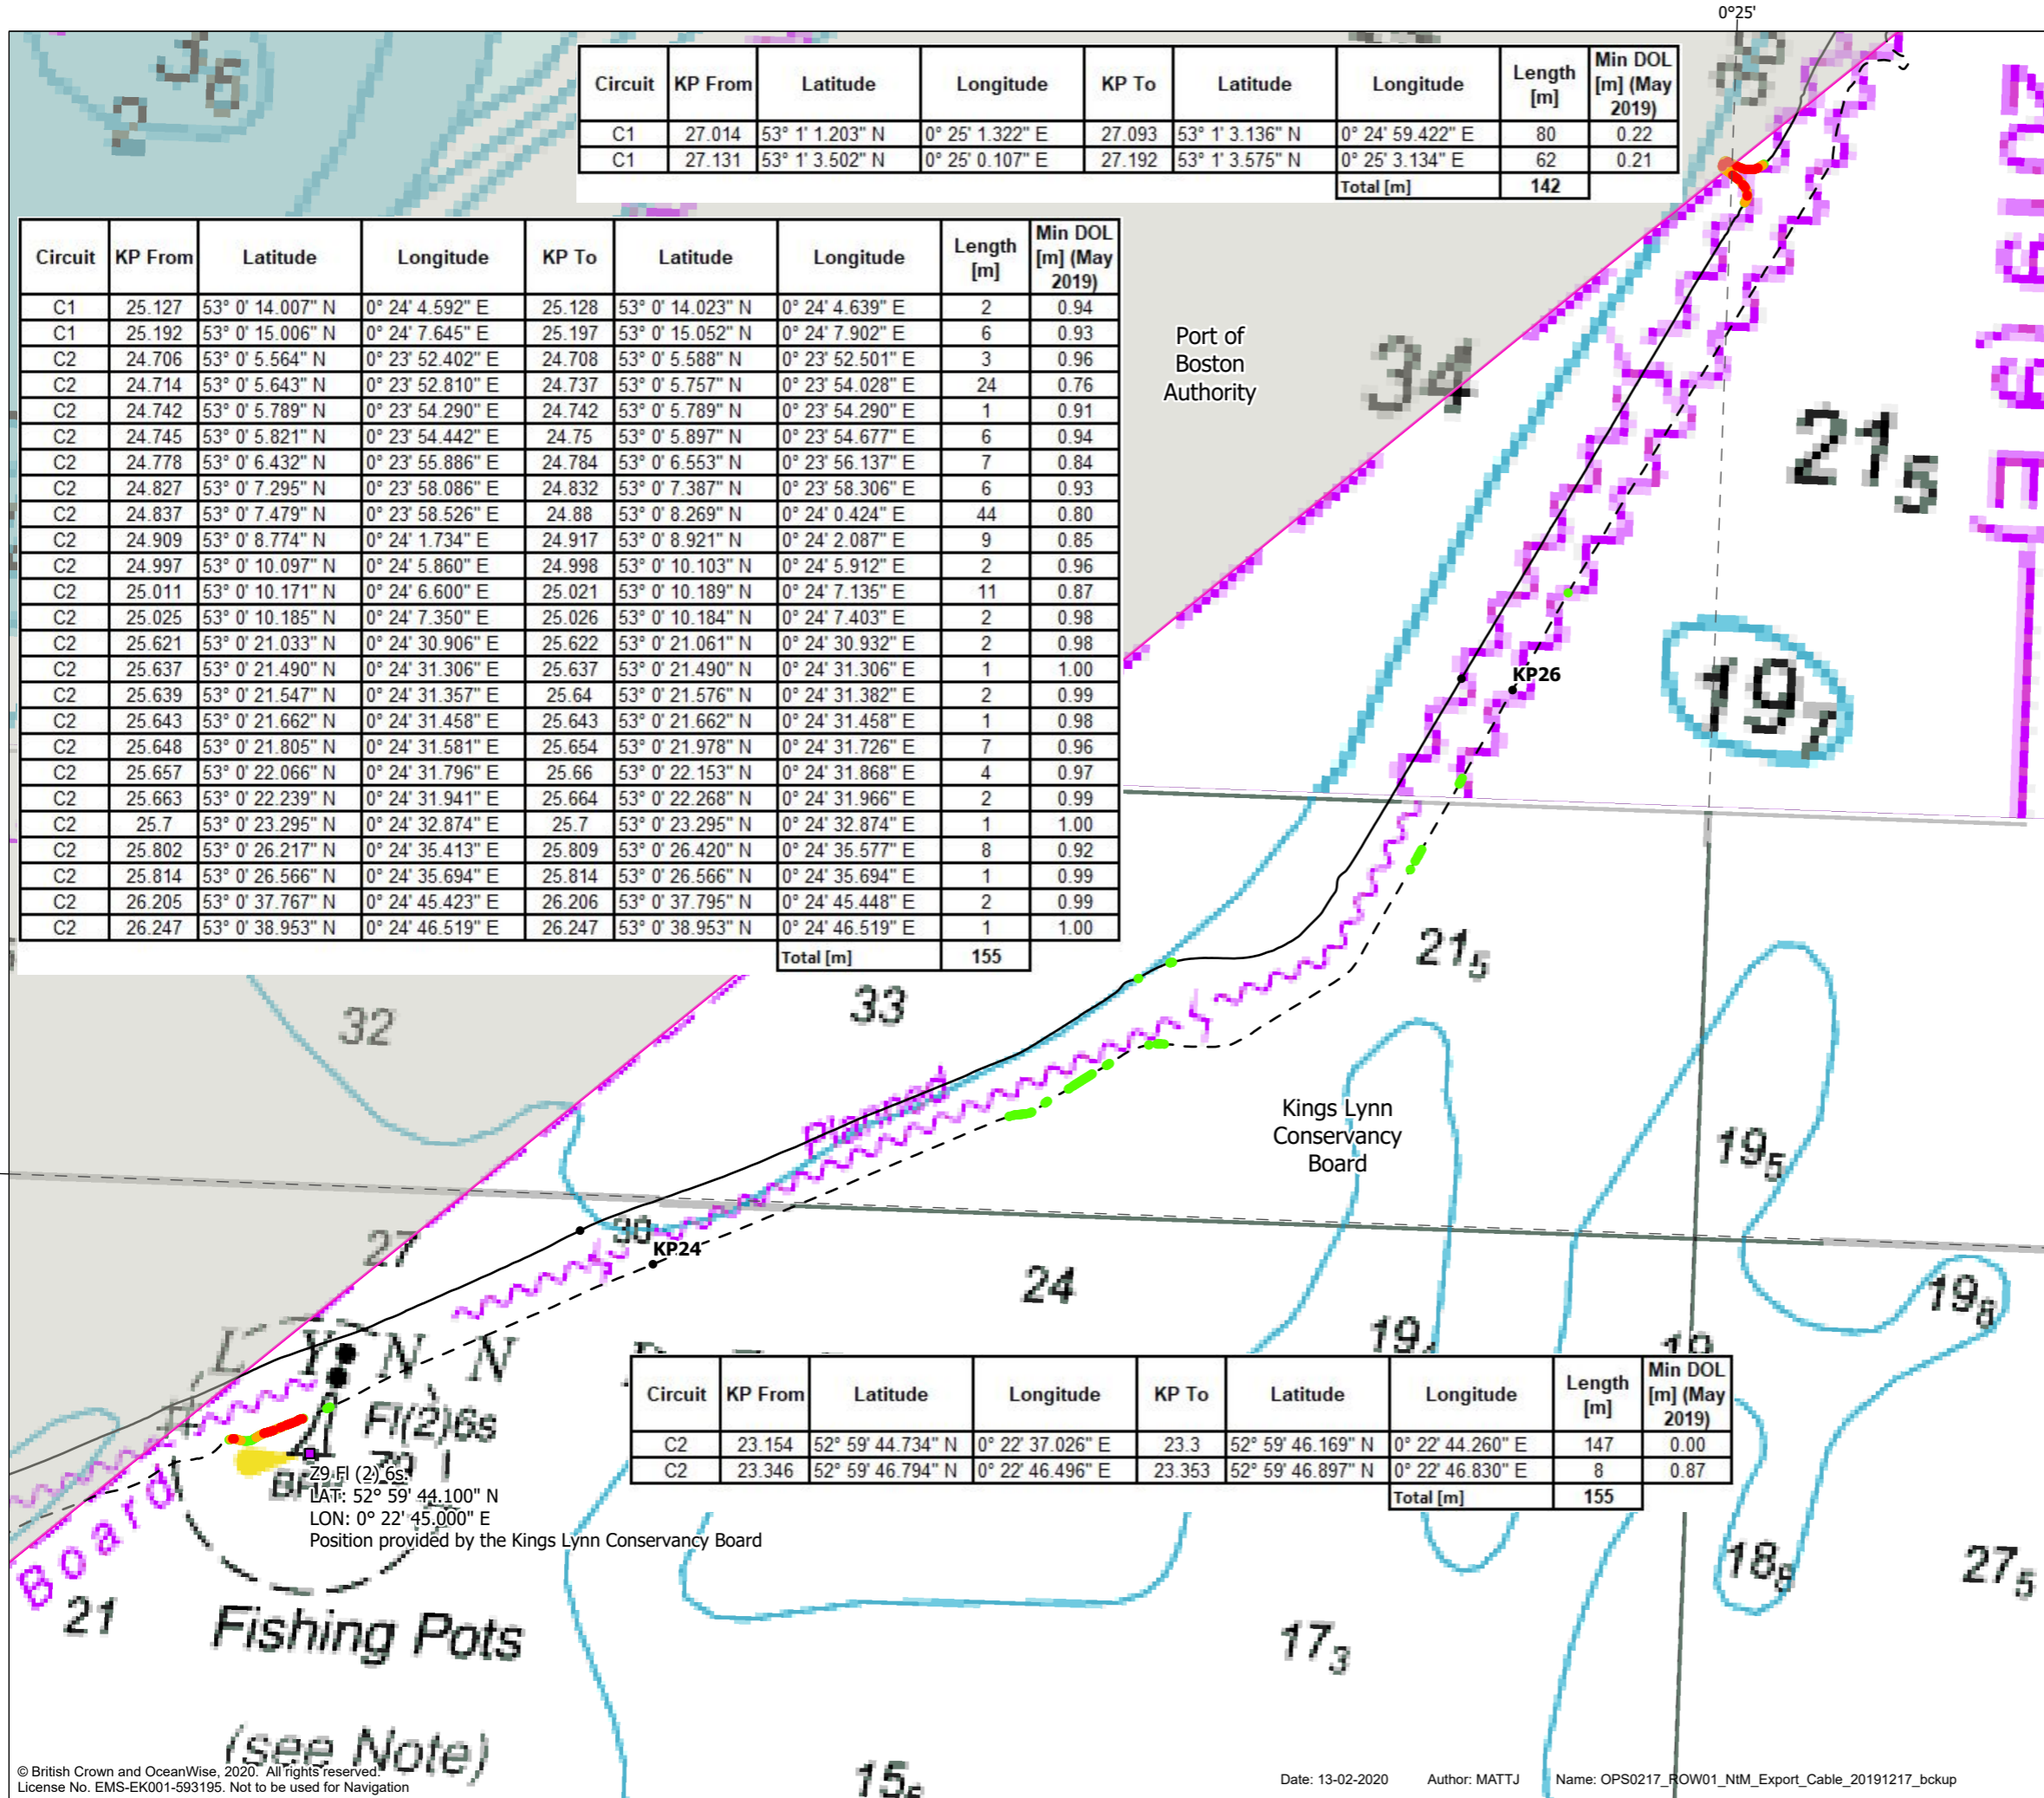 0°25'
Circuit KP From Latitude Longitude KP To Latitude Longitude Length [m] Min DOL [m] (May 2019)
C1 27.014 53° 1' 1.203" N 0° 25' 1.322" E 27.093 53° 1' 3.136" N 0° 24' 59.422" E 80 0.22
C1 27.131 53° 1' 3.502" N 0° 25' 0.107" E 27.192 53° 1' 3.575" N 0° 25' 3.134" E 62 0.21
Total [m] 142
Circuit KP From Latitude Longitude KP To Latitude Longitude Length [m] Min DOL [m] (May 2019)
C1 25.127 53° 0' 14.007" N 0° 24' 4.592" E 25.128 53° 0' 14.023" N 0° 24' 4.639" E 2 0.94
C1 25.192 53° 0' 15.006" N 0° 24' 7.645" E 25.197 53° 0' 15.052" N 0° 24' 7.902" E 6 0.93
C2 24.706 53° 0' 5.564" N 0° 23' 52.402" E 24.708 53° 0' 5.588" N 0° 23' 52.501" E 3 0.96
C2 24.714 53° 0' 5.643" N 0° 23' 52.810" E 24.737 53° 0' 5.757" N 0° 23' 54.028" E 24 0.76
C2 24.742 53° 0' 5.789" N 0° 23' 54.290" E 24.742 53° 0' 5.789" N 0° 23' 54.290" E 1 0.91
C2 24.745 53° 0' 5.821" N 0° 23' 54.442" E 24.75 53° 0' 5.897" N 0° 23' 54.677" E 6 0.94
C2 24.778 53° 0' 6.432" N 0° 23' 55.886" E 24.784 53° 0' 6.553" N 0° 23' 56.137" E 7 0.84
C2 24.827 53° 0' 7.295" N 0° 23' 58.086" E 24.832 53° 0' 7.387" N 0° 23' 58.306" E 6 0.93
C2 24.837 53° 0' 7.479" N 0° 23' 58.526" E 24.88 53° 0' 8.269" N 0° 24' 0.424" E 44 0.80
C2 24.909 53° 0' 8.774" N 0° 24' 1.734" E 24.917 53° 0' 8.921" N 0° 24' 2.087" E 9 0.85
C2 24.997 53° 0' 10.097" N 0° 24' 5.860" E 24.998 53° 0' 10.103" N 0° 24' 5.912" E 2 0.96
C2 25.011 53° 0' 10.171" N 0° 24' 6.600" E 25.021 53° 0' 10.189" N 0° 24' 7.135" E 11 0.87
C2 25.025 53° 0' 10.185" N 0° 24' 7.350" E 25.026 53° 0' 10.184" N 0° 24' 7.403" E 2 0.98
C2 25.621 53° 0' 21.033" N 0° 24' 30.906" E 25.622 53° 0' 21.061" N 0° 24' 30.932" E 2 0.98
C2 25.637 53° 0' 21.490" N 0° 24' 31.306" E 25.637 53° 0' 21.490" N 0° 24' 31.306" E 1 1.00
C2 25.639 53° 0' 21.547" N 0° 24' 31.357" E 25.64 53° 0' 21.576" N 0° 24' 31.382" E 2 0.99
C2 25.643 53° 0' 21.662" N 0° 24' 31.458" E 25.643 53° 0' 21.662" N 0° 24' 31.458" E 1 0.98
C2 25.648 53° 0' 21.805" N 0° 24' 31.581" E 25.654 53° 0' 21.978" N 0° 24' 31.726" E 7 0.96
C2 25.657 53° 0' 22.066" N 0° 24' 31.796" E 25.66 53° 0' 22.153" N 0° 24' 31.868" E 4 0.97
C2 25.663 53° 0' 22.239" N 0° 24' 31.941" E 25.664 53° 0' 22.268" N 0° 24' 31.966" E 2 0.99
C2 25.7 53° 0' 23.295" N 0° 24' 32.874" E 25.7 53° 0' 23.295" N 0° 24' 32.874" E 1 1.00
C2 25.802 53° 0' 26.217" N 0° 24' 35.413" E 25.809 53° 0' 26.420" N 0° 24' 35.577" E 8 0.92
C2 25.814 53° 0' 26.566" N 0° 24' 35.694" E 25.814 53° 0' 26.566" N 0° 24' 35.694" E 1 0.99
C2 26.205 53° 0' 37.767" N 0° 24' 45.423" E 26.206 53° 0' 37.795" N 0° 24' 45.448" E 2 0.99
C2 26.247 53° 0' 38.953" N 0° 24' 46.519" E 26.247 53° 0' 38.953" N 0° 24' 46.519" E 1 1.00
Total [m] 155
Port of
Boston
Authority
34
21 5
19 7
KP26
21 5
33
32
Kings Lynn
Conservancy
Board
19 5
27
30
KP24
24
19 8
19
19
L Y N N
Fl(2)6s
Z9 Fl (2) 6s.
LAT: 52° 59' 44.100" N
LON: 0° 22' 45.000" E
Position provided by the Kings Lynn Conservancy Board
Circuit KP From Latitude Longitude KP To Latitude Longitude Length [m] Min DOL [m] (May 2019)
C2 23.154 52° 59' 44.734" N 0° 22' 37.026" E 23.3 52° 59' 46.169" N 0° 22' 44.260" E 147 0.00
C2 23.346 52° 59' 46.794" N 0° 22' 46.496" E 23.353 52° 59' 46.897" N 0° 22' 46.830" E 8 0.87
Total [m] 155
Board
21
Fishing Pots
(see Note)
17 3
27 5
© British Crown and OceanWise, 2020. All rights reserved.
License No. EMS-EK001-593195. Not to be used for Navigation
Date: 13-02-2020 Author: MATTJ Name: OPS0217_ROW01_NtM_Export_Cable_20191217_bckup